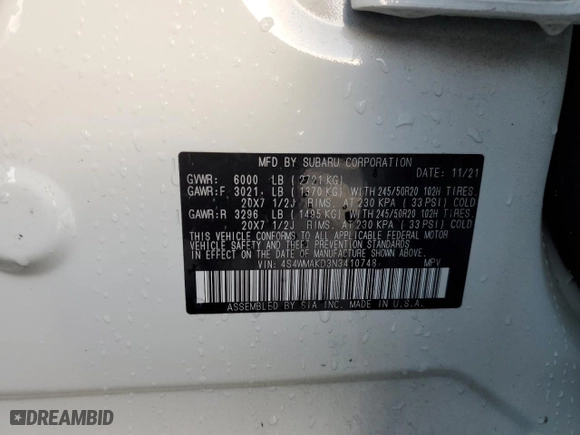 MFD BY SUBARU CORPORATION DATE: 11/21
GVWR: 6000 LB (2721 KG)
GAWR:F 3021 LB (1370 KG) WITH 245/50R20 102H TIRES.
20X7 1/2J RIMS. AT 230 KPA (33 PSI) COLD
GAWR:R 3296 LB (1495 KG) WITH 245/50R20 102H TIRES.
20X7 1/2J RIMS. AT 230 KPA (33 PSI) COLD
THIS VEHICLE CONFORMS TO ALL APPLICABLE FEDERAL MOTOR
VEHICLE SAFETY, BUMPER, AND THEFT PREVENTION STANDARDS
IN EFFECT ON THE DATE OF MANUFACTURE SHOWN ABOVE.
VIN: 4S4WMAKD3N3410748 MPV
ASSEMBLED BY SIA INC. MADE IN U.S.A.
DREAMBID